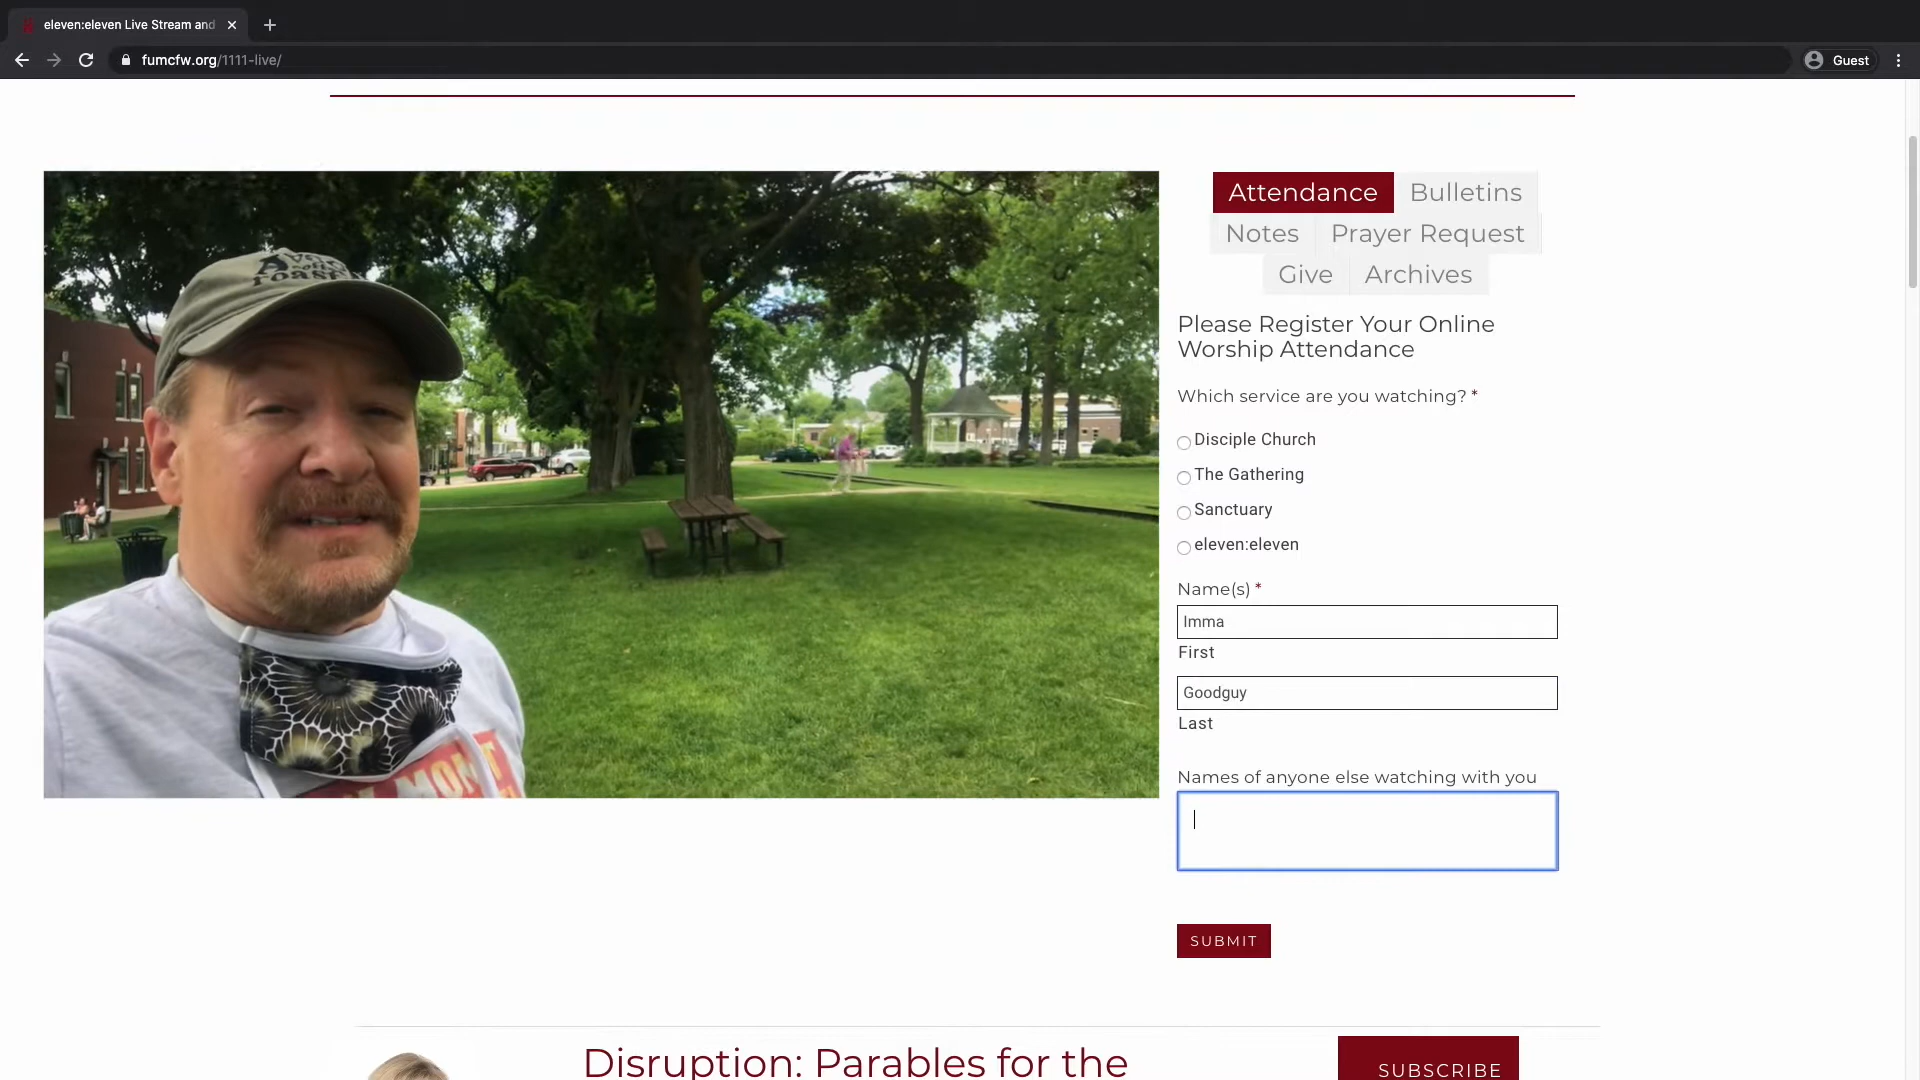 eleven:eleven Live Stream and
fumcfw.org/1111-live/
Guest
Attendance
Bulletins
Notes
Prayer Request
Give
Archives
Please Register Your Online
Worship Attendance
Which service are you watching? *
Disciple Church
The Gathering
Sanctuary
eleven:eleven
Name(s) *
Imma
First
Goodguy
Last
Names of anyone else watching with you
SUBMIT
Disruption: Parables for the
SUBSCRIBE